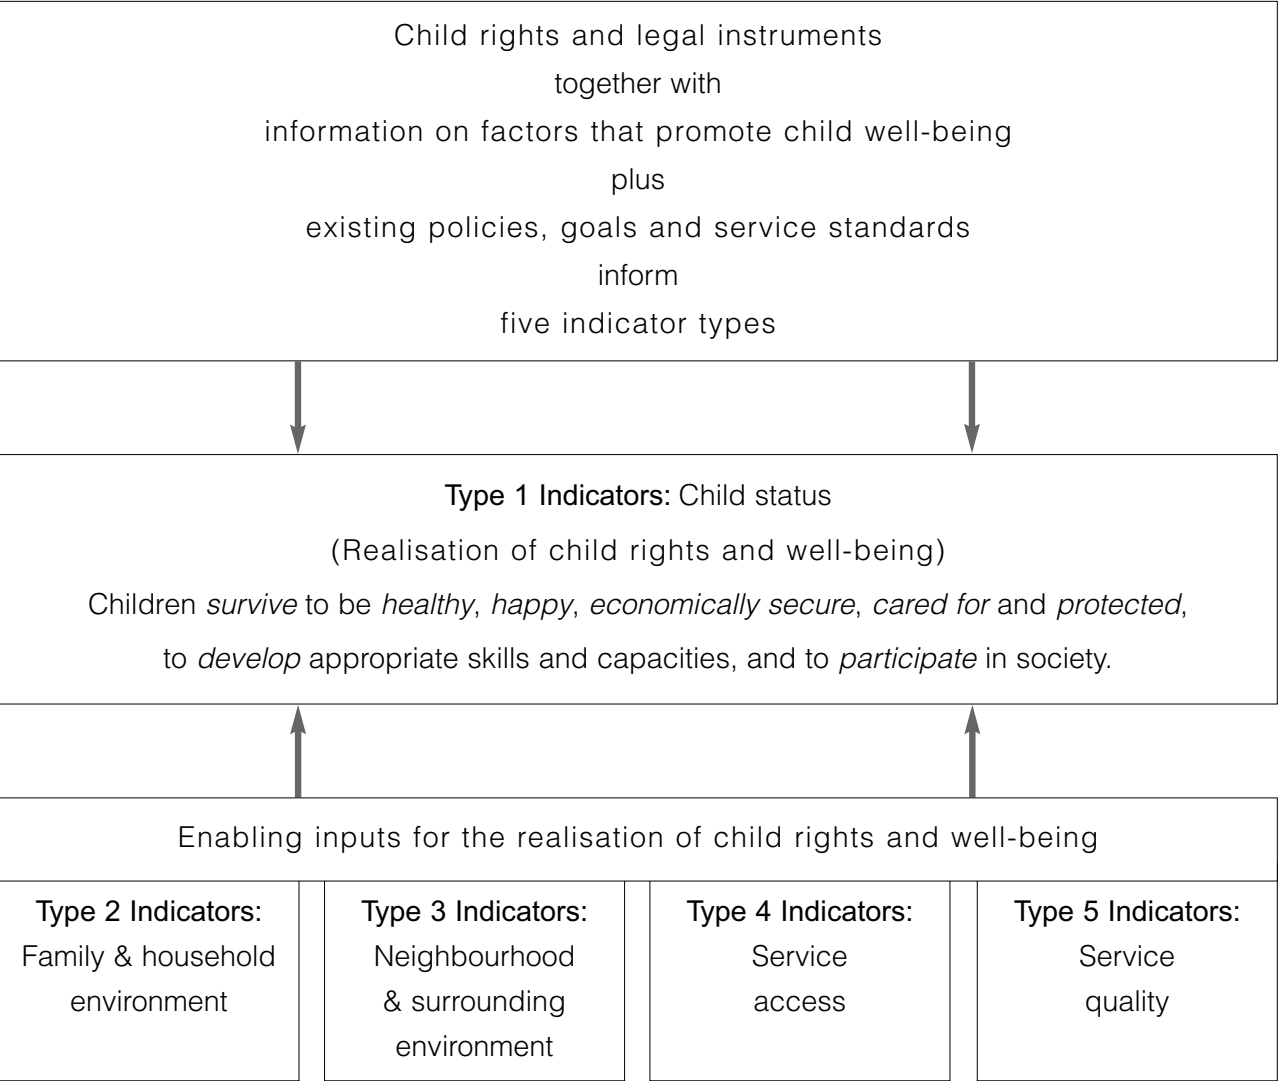 Child rights and legal instruments
together with
information on factors that promote child well-being
plus
existing policies, goals and service standards
inform
five indicator types
Type 1 Indicators: Child status
(Realisation of child rights and well-being)
Children survive to be healthy, happy, economically secure, cared for and protected,
to develop appropriate skills and capacities, and to participate in society.
Enabling inputs for the realisation of child rights and well-being
Type 2 Indicators:
Family & household
environment
Type 3 Indicators:
Neighbourhood
& surrounding
environment
Type 4 Indicators:
Service
access
Type 5 Indicators:
Service
quality